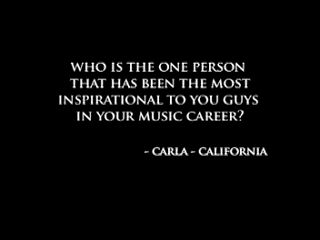 WHO IS THE ONE PERSON
THAT HAS BEEN THE MOST
INSPIRATIONAL TO YOU GUYS
IN YOUR MUSIC CAREER?
- CARLA - CALIFORNIA